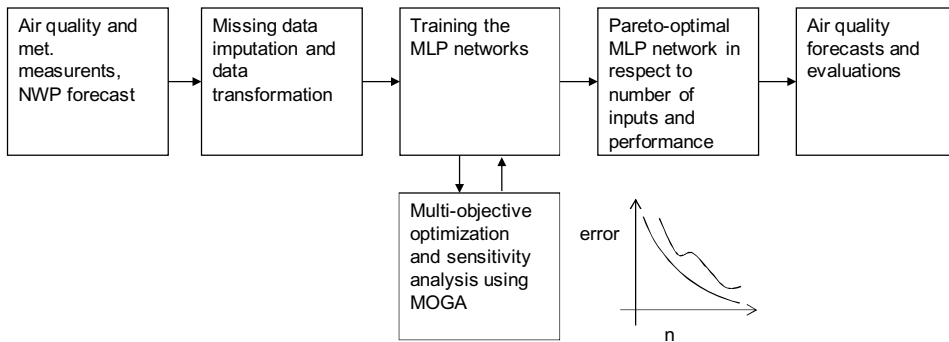 Air quality and
met.
measurents,
NWP forecast
Missing data
imputation and
data
transformation
Training the
MLP networks
Pareto-optimal
MLP network in
respect to
number of
inputs and
performance
Air quality
forecasts and
evaluations
Multi-objective
optimization
and sensitivity
analysis using
MOGA
error
n